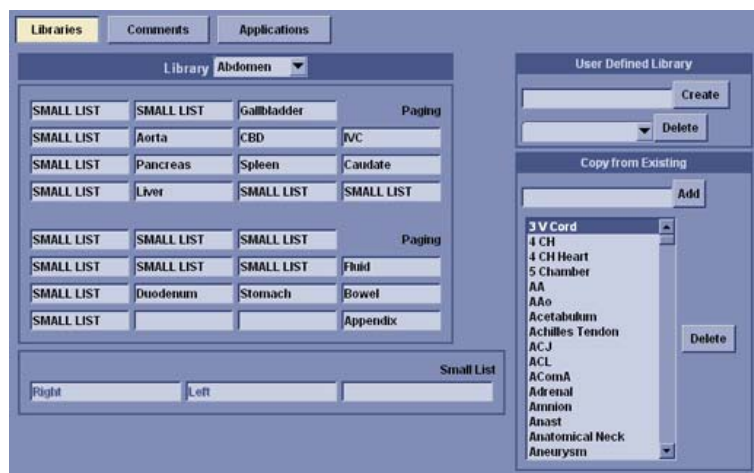 Libraries Comments Applications
Library Abdomen
SMALL LIST SMALL LIST Gallbladder Paging
SMALL LIST Aorta CBD IVC
SMALL LIST Pancreas Spleen Caudate
SMALL LIST Liver SMALL LIST SMALL LIST
SMALL LIST SMALL LIST SMALL LIST Paging
SMALL LIST SMALL LIST SMALL LIST Fluid
SMALL LIST Duodenum Stomach Bowel
SMALL LIST Appendix
Small List
Right Left
User Defined Library
Create
Delete
Copy from Existing
Add
3 V Cord
4 CH
4 CH Heart
5 Chamber
AA
AAo
Acetabulum
Achilles Tendon
ACJ
ACL
AComA
Adrenal
Amnion
Anast
Anatomical Neck
Aneurysm
Delete